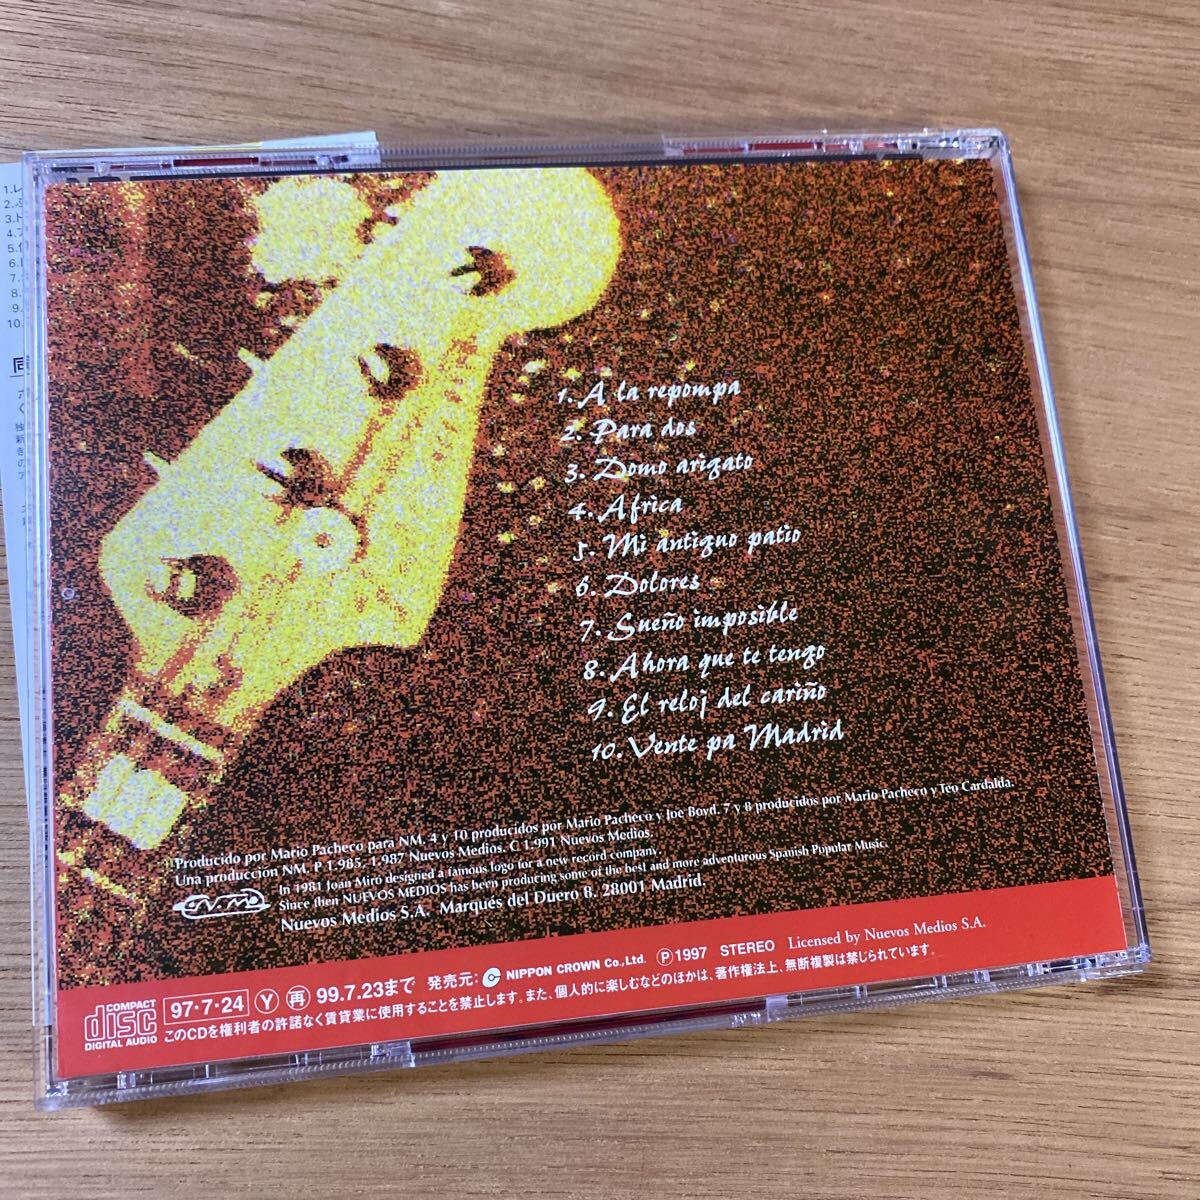 1. A la repompa
2. Para dos
3. Domo arigato
4. Africa
5. Mi antiguo patio
6. Dolores
7. Sueño imposible
8. Ahora que te tengo
9. El reloj del cariño
10. Vente pa Madrid
Producido por Mario Pacheco para NM. 4 y 10 producidos por Mario Pacheco y Joe Boyd. 7 y 8 producidos por Mario Pacheco y Teo Cardalda.
Una producción NM. P 1.985, 1.987 Nuevos Medios. C 1.991 Nuevos Medios.
N.M.
In 1981 Joan Miró designed a famous logo for a new record company.
Since then NUEVOS MEDIOS has been producing some of the best and more adventurous Spanish Popular Music.
Nuevos Medios S.A. Marqués del Duero 8. 28001 Madrid.
COMPACT disc DIGITAL AUDIO
97・7・24 Ⓨ 再 99.7.23まで 発売元: NIPPON CROWN Co., Ltd. Ⓟ1997 STEREO Licensed by Nuevos Medios S.A.
このCDを権利者の許諾なく賃貸業に使用することを禁止します。また、個人的に楽しむなどのほかは、著作権法上、無断複製は禁じられています。